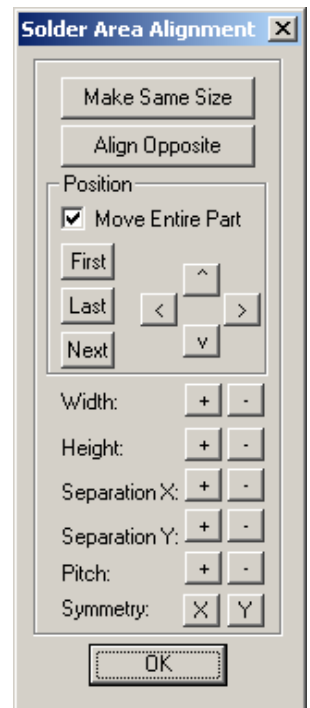 Solder Area Alignment X
Make Same Size
Align Opposite
Position
Move Entire Part
First
^
Last < >
Next v
Width: + -
Height: + -
Separation X: + -
Separation Y: + -
Pitch: + -
Symmetry: X Y
OK